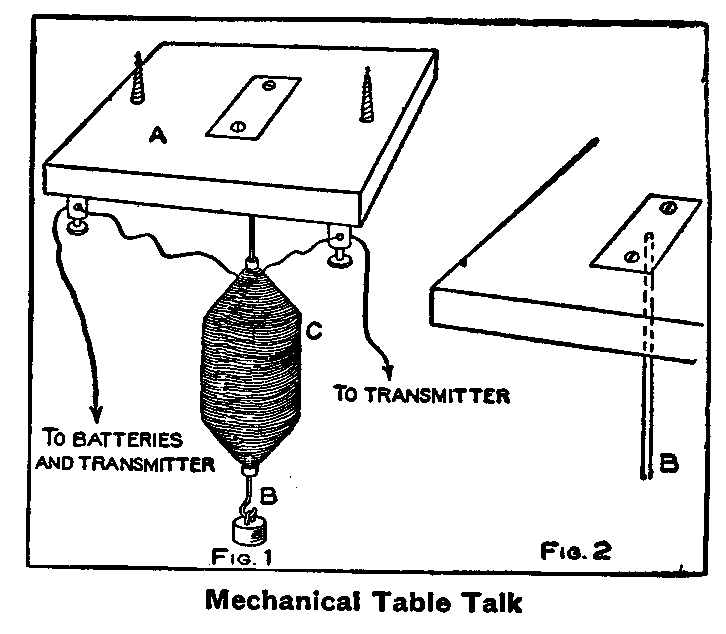 A
C
TO TRANSMITTER
TO BATTERIES
AND TRANSMITTER
B
B
FIG. 1
FIG. 2
Mechanical Table Talk